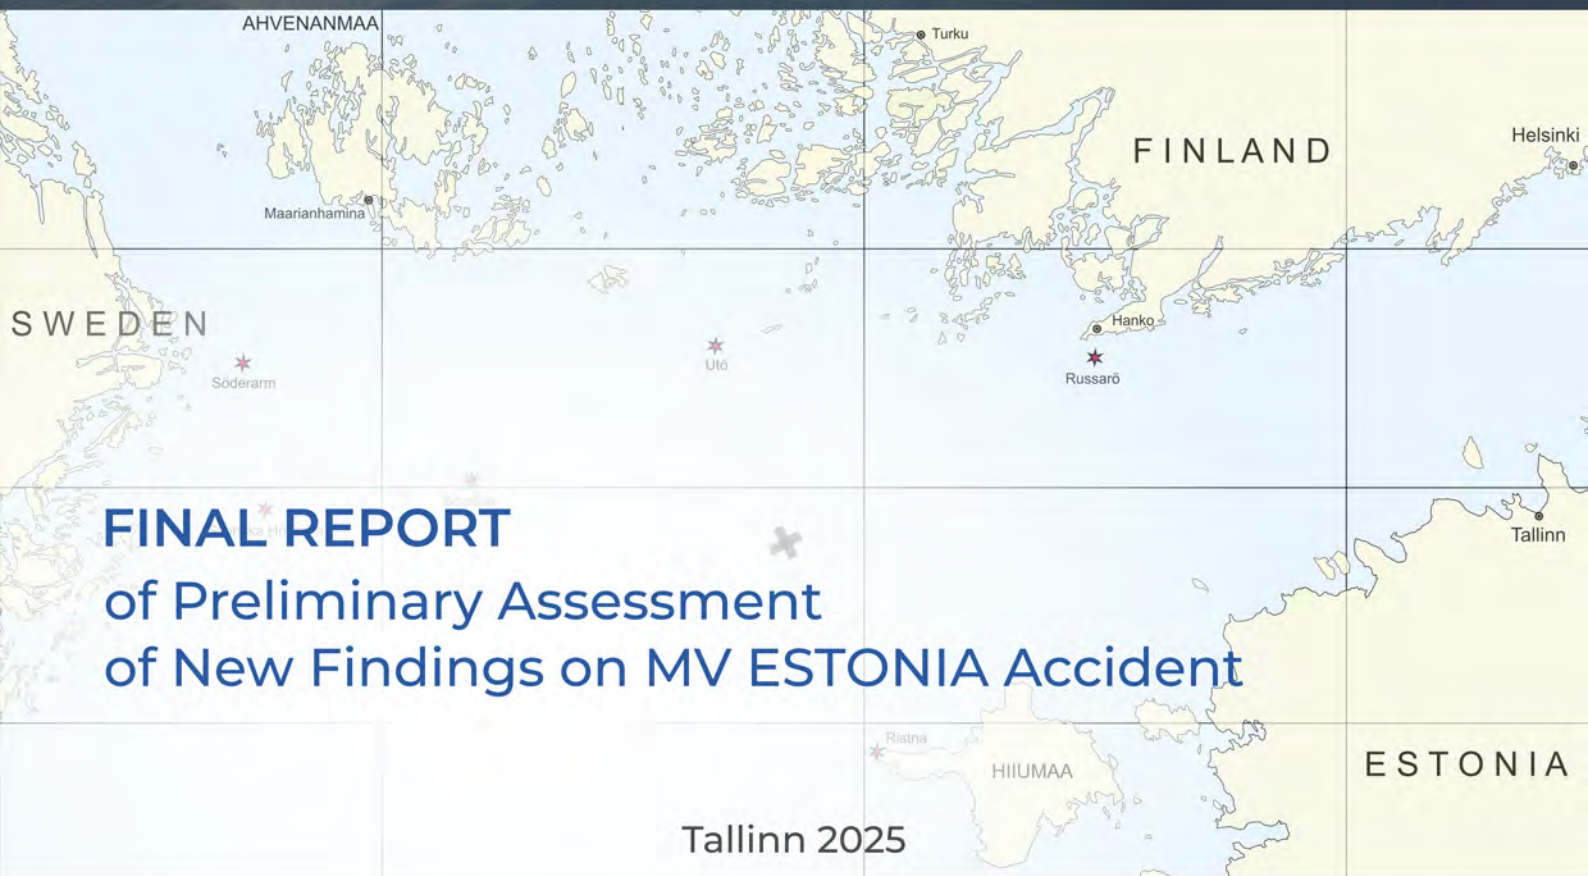 AHVENANMAA
Turku
Helsinki
FINLAND
Maarianhamina
SWEDEN
Hanko
Söderarm
Utö
Russarö
FINAL REPORT
of Preliminary Assessment
of New Findings on MV ESTONIA Accident
Tallinn
Ristna
HIIUMAA
ESTONIA
Tallinn 2025